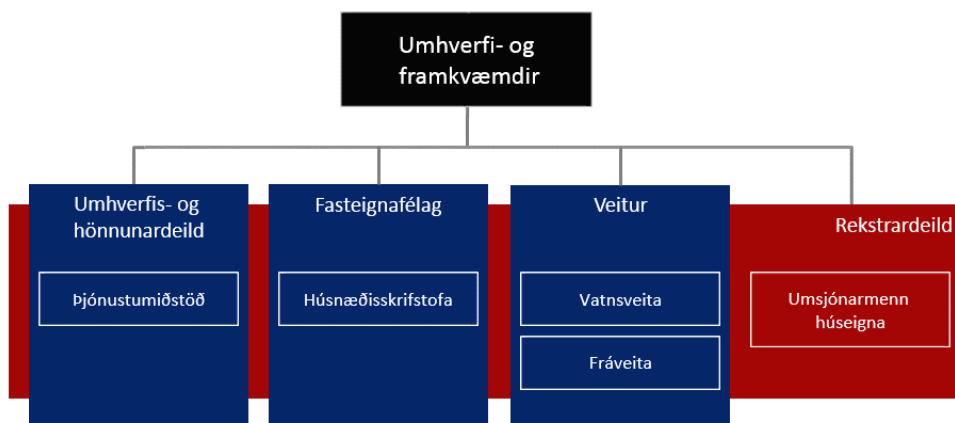 Umhverfi- og
framkvæmdir
Umhverfis- og
hönnunardeild
Þjónustumiðstöð
Fasteignafélag
Húsnæðisskrifstofa
Veitur
Vatnsveita
Fráveita
Rekstrardeild
Umsjónarmenn
húseigna